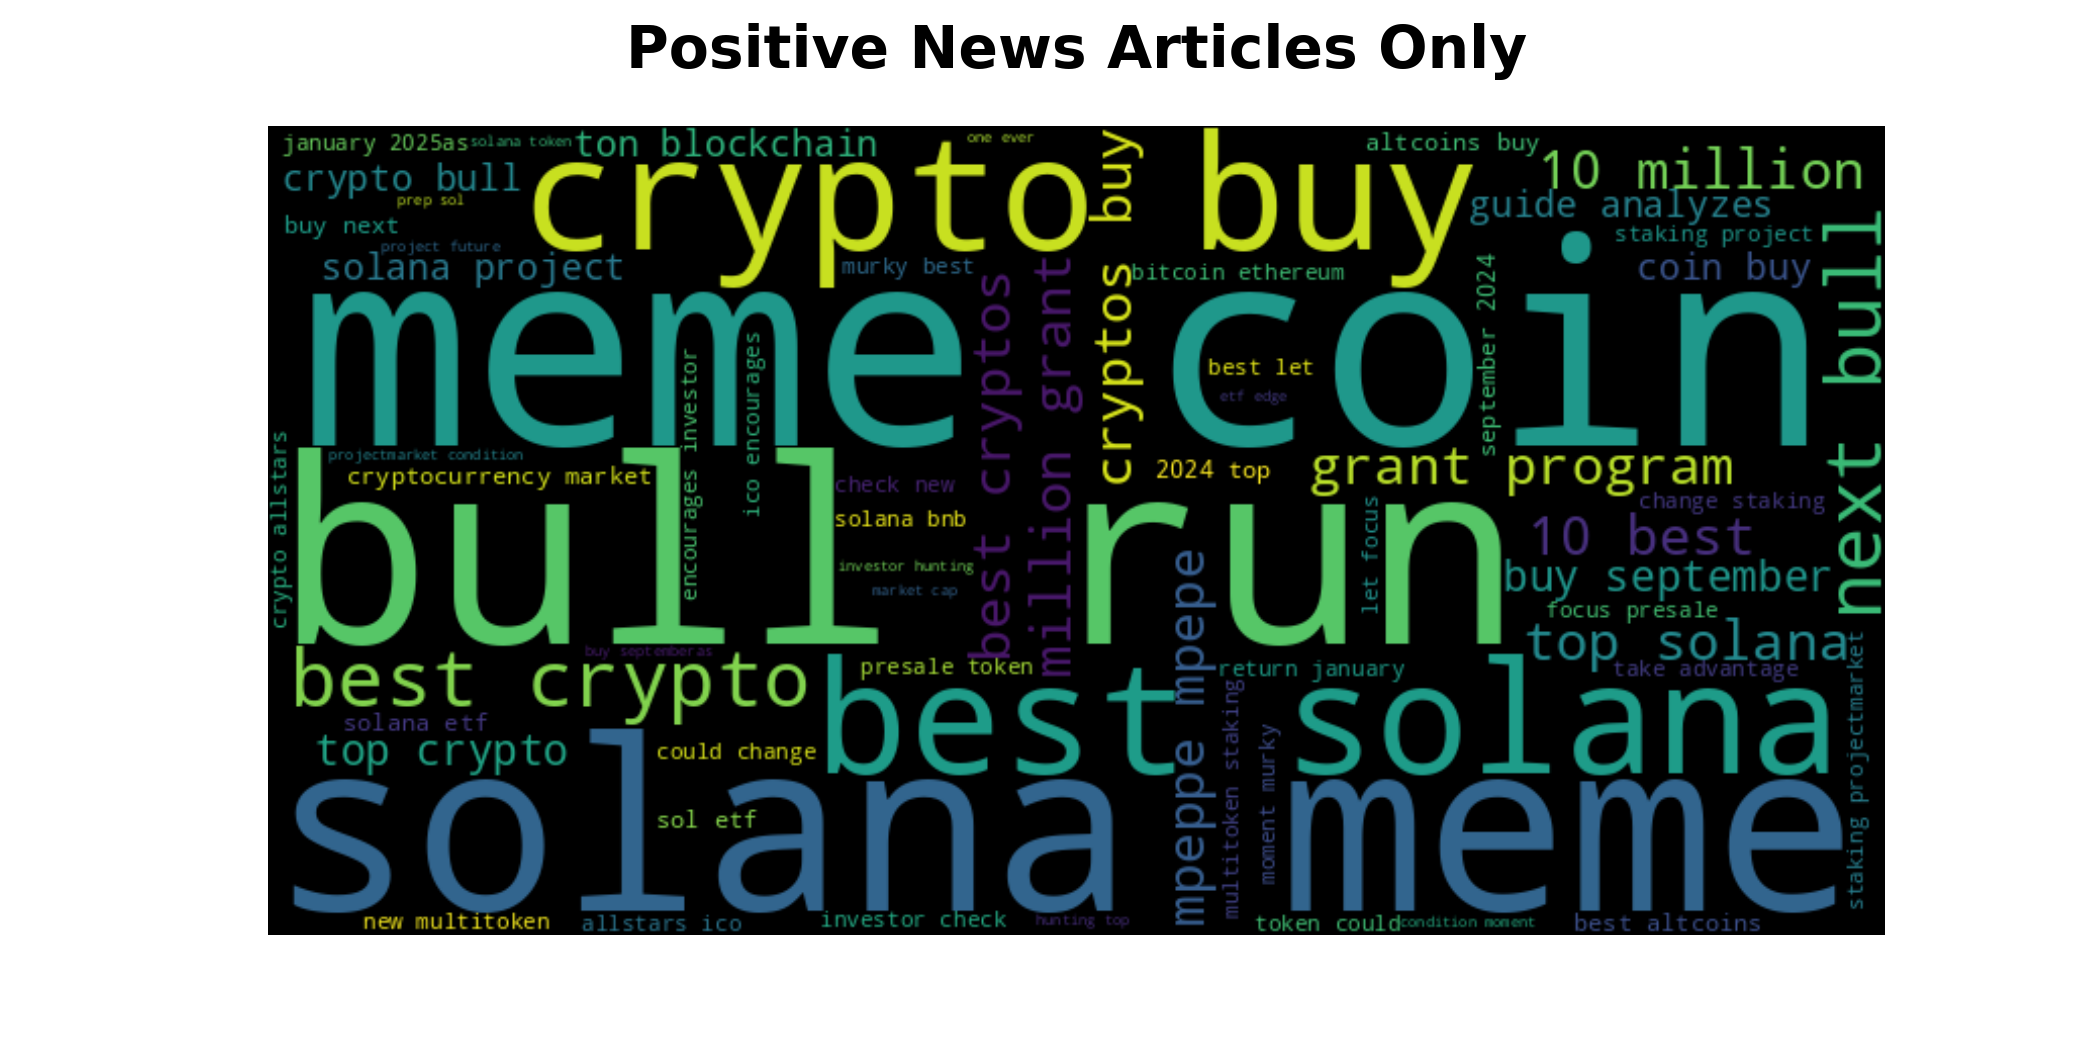 Positive News Articles Only
january 2025as
solana token
ton blockchain
one ever
altcoins buy
10 million
crypto bull
prep sol
crypto buy
guide analyzes
buy next
project future
solana project
murky best
bitcoin ethereum
staking project
coin buy
cryptos buy
next bull
meme coin
best cryptos
million grant
september 2024
best let
etf edge
encourages investor
ico encourages
crypto allstars
projectmarket condition
cryptocurrency market
check new
2024 top
grant program
bull run
solana bnb
change staking
10 best
let focus
investor hunting
market cap
buy september
focus presale
top solana
buy septemberas
best crypto
presale token
return january
take advantage
mpeppe mpepe
best solana
solana etf
top crypto
could change
multitoken staking
moment murky
staking projectmarket
solana meme
sol etf
new multitoken
allstars ico
investor check
hunting top
token could
condition moment
best altcoins